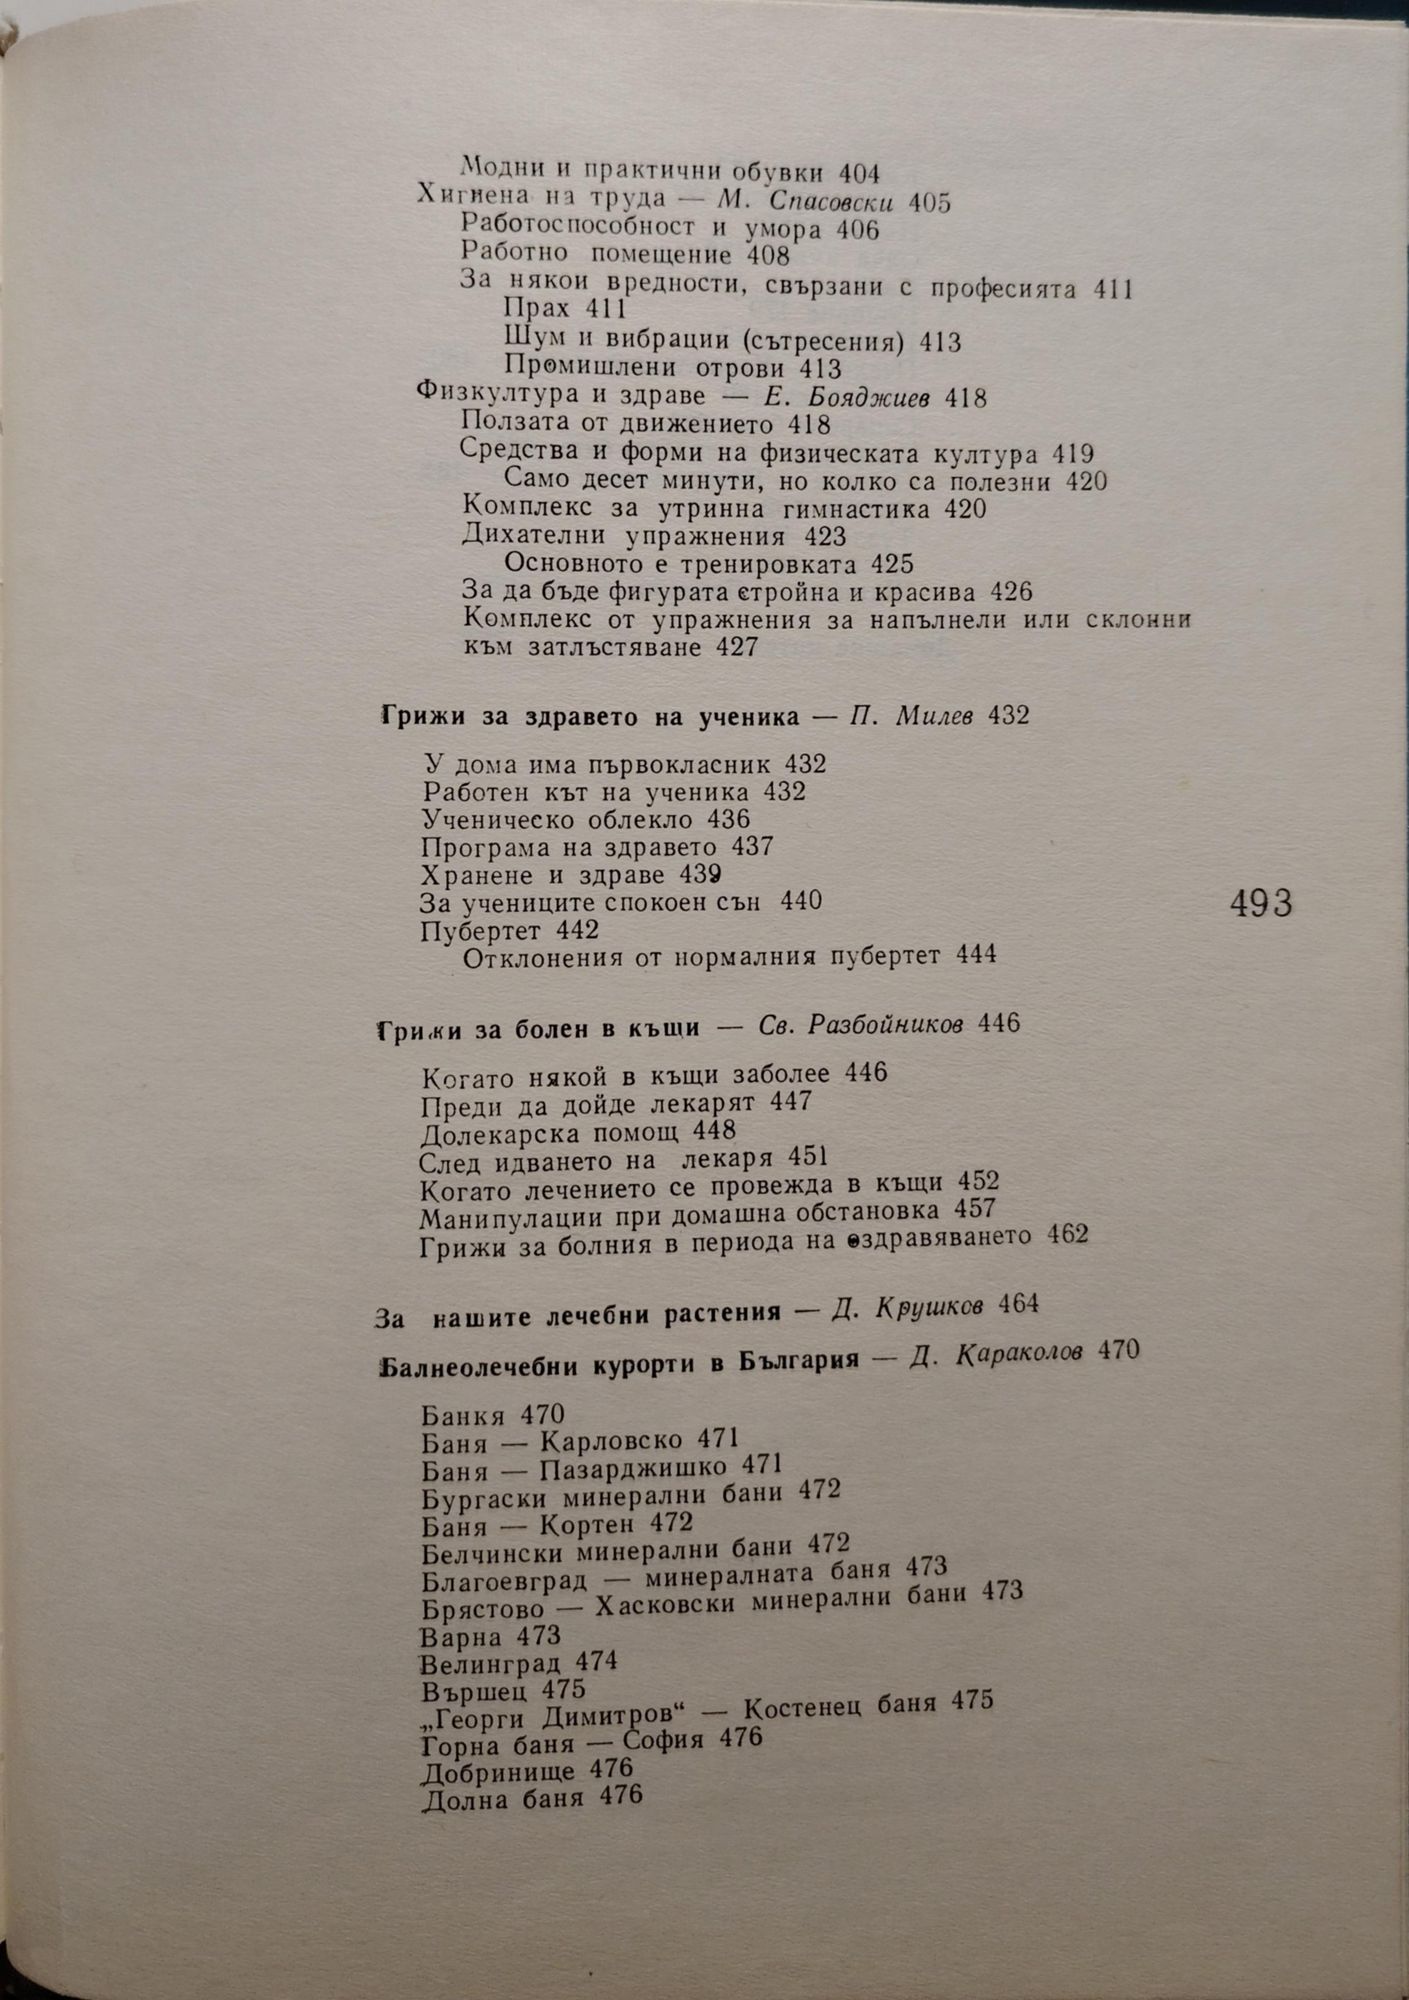 Модни и практични обувки 404
Хигиена на труда — М. Спасовски 405
Работоспособност и умора 406
Работно помещение 408
За някои вредности, свързани с професията 411
Прах 411
Шум и вибрации (сътресения) 413
Промишлени отрови 413
Физкултура и здраве — Е. Бояджиев 418
Ползата от движението 418
Средства и форми на физическата култура 419
Само десет минути, но колко са полезни 420
Комплекс за утринна гимнастика 420
Дихателни упражнения 423
Основното е тренировката 425
За да бъде фигурата стройна и красива 426
Комплекс от упражнения за напълнели или склонни
към затлъстяване 427
Грижи за здравето на ученика — П. Милев 432
У дома има първокласник 432
Работен кът на ученика 432
Ученическо облекло 436
Програма на здравето 437
Хранене и здраве 439
За учениците спокоен сън 440
493
Пубертет 442
Отклонения от нормалния пубертет 444
Грижи за болен в къщи — Св. Разбойников 446
Когато някой в къщи заболее 446
Преди да дойде лекарят 447
Долекарска помощ 448
След идването на лекаря 451
Когато лечението се провежда в къщи 452
Манипулации при домашна обстановка 457
Грижи за болния в периода на оздравяването 462
За нашите лечебни растения — Д. Крушков 464
Балнеолечебни курорти в България — Д. Караколов 470
Банкя 470
Баня — Карловско 471
Баня — Пазарджишко 471
Бургаски минерални бани 472
Баня — Кортен 472
Белчински минерални бани 472
Благоевград — минералната баня 473
Брястово — Хасковски минерални бани 473
Варна 473
Велинград 474
Вършец 475
„Георги Димитров“ — Костенец баня 475
Горна баня — София 476
Добринище 476
Долна баня 476